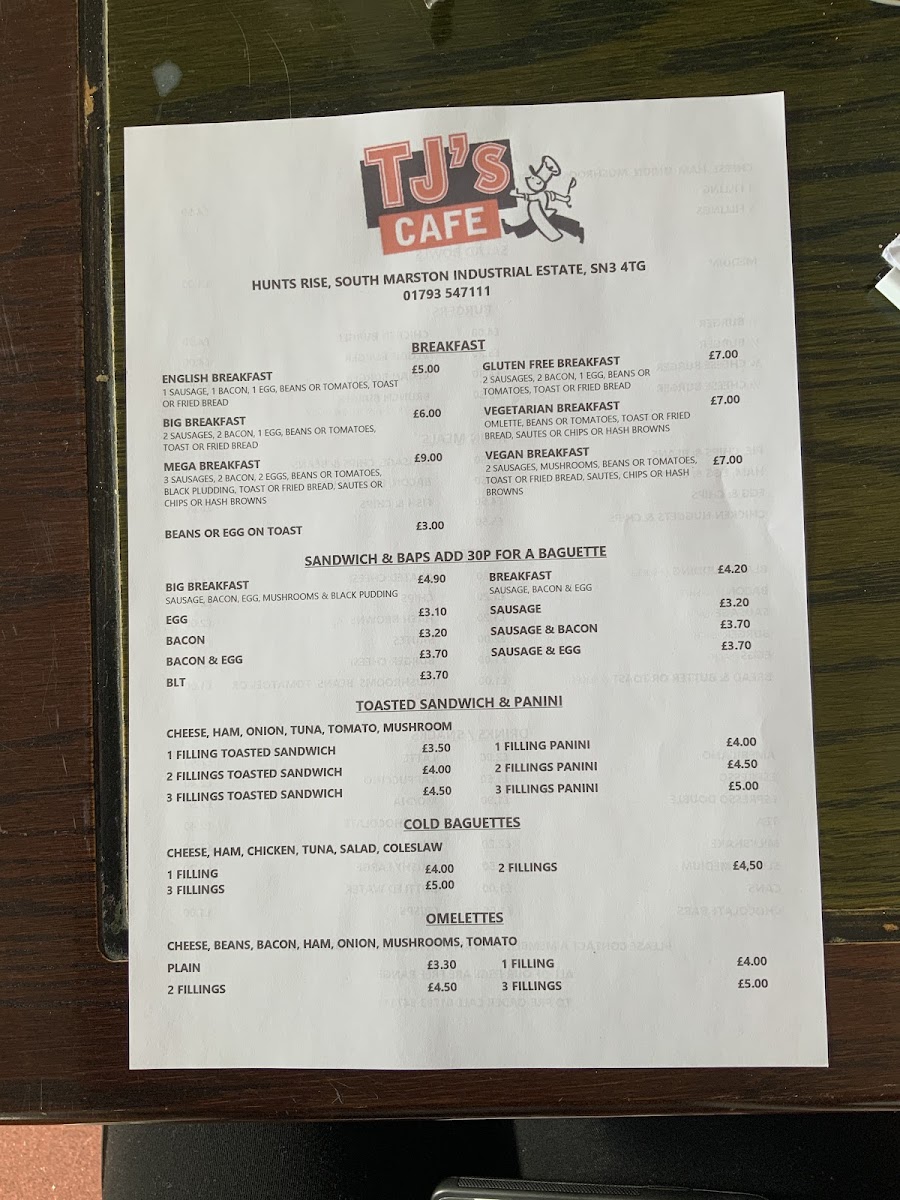 TJ's
CAFE
HUNTS RISE, SOUTH MARSTON INDUSTRIAL ESTATE, SN3 4TG
01793 547111
BREAKFAST
ENGLISH BREAKFAST £5.00
1 SAUSAGE, 1 BACON, 1 EGG, BEANS OR TOMATOES, TOAST
OR FRIED BREAD
BIG BREAKFAST £6.00
2 SAUSAGES, 2 BACON, 1 EGG, BEANS OR TOMATOES,
TOAST OR FRIED BREAD
MEGA BREAKFAST £9.00
3 SAUSAGES, 2 BACON, 2 EGGS, BEANS OR TOMATOES,
BLACK PLUDDING, TOAST OR FRIED BREAD, SAUTES OR
CHIPS OR HASH BROWNS
BEANS OR EGG ON TOAST £3.00
GLUTEN FREE BREAKFAST £7.00
2 SAUSAGES, 2 BACON, 1 EGG, BEANS OR
TOMATOES, TOAST OR FRIED BREAD
VEGETARIAN BREAKFAST £7.00
OMLETTE, BEANS OR TOMATOES, TOAST OR FRIED
BREAD, SAUTES OR CHIPS OR HASH BROWNS
VEGAN BREAKFAST
2 SAUSAGES, MUSHROOMS, BEANS OR TOMATOES, £7.00
TOAST OR FRIED BREAD, SAUTES, CHIPS OR HASH
BROWNS
SANDWICH & BAPS ADD 30P FOR A BAGUETTE
BIG BREAKFAST £4.90
SAUSAGE, BACON, EGG, MUSHROOMS & BLACK PUDDING
EGG £3.10
BACON £3.20
BACON & EGG £3.70
BLT £3.70
BREAKFAST £4.20
SAUSAGE, BACON & EGG
SAUSAGE £3.20
SAUSAGE & BACON £3.70
SAUSAGE & EGG £3.70
TOASTED SANDWICH & PANINI
CHEESE, HAM, ONION, TUNA, TOMATO, MUSHROOM
1 FILLING TOASTED SANDWICH £3.50 1 FILLING PANINI £4.00
2 FILLINGS TOASTED SANDWICH £4.00 2 FILLINGS PANINI £4.50
3 FILLINGS TOASTED SANDWICH £4.50 3 FILLINGS PANINI £5.00
COLD BAGUETTES
CHEESE, HAM, CHICKEN, TUNA, SALAD, COLESLAW
1 FILLING £4.00 2 FILLINGS £4,50
3 FILLINGS £5.00
OMELETTES
CHEESE, BEANS, BACON, HAM, ONION, MUSHROOMS, TOMATO
PLAIN £3.30 1 FILLING £4.00
2 FILLINGS £4.50 3 FILLINGS £5.00